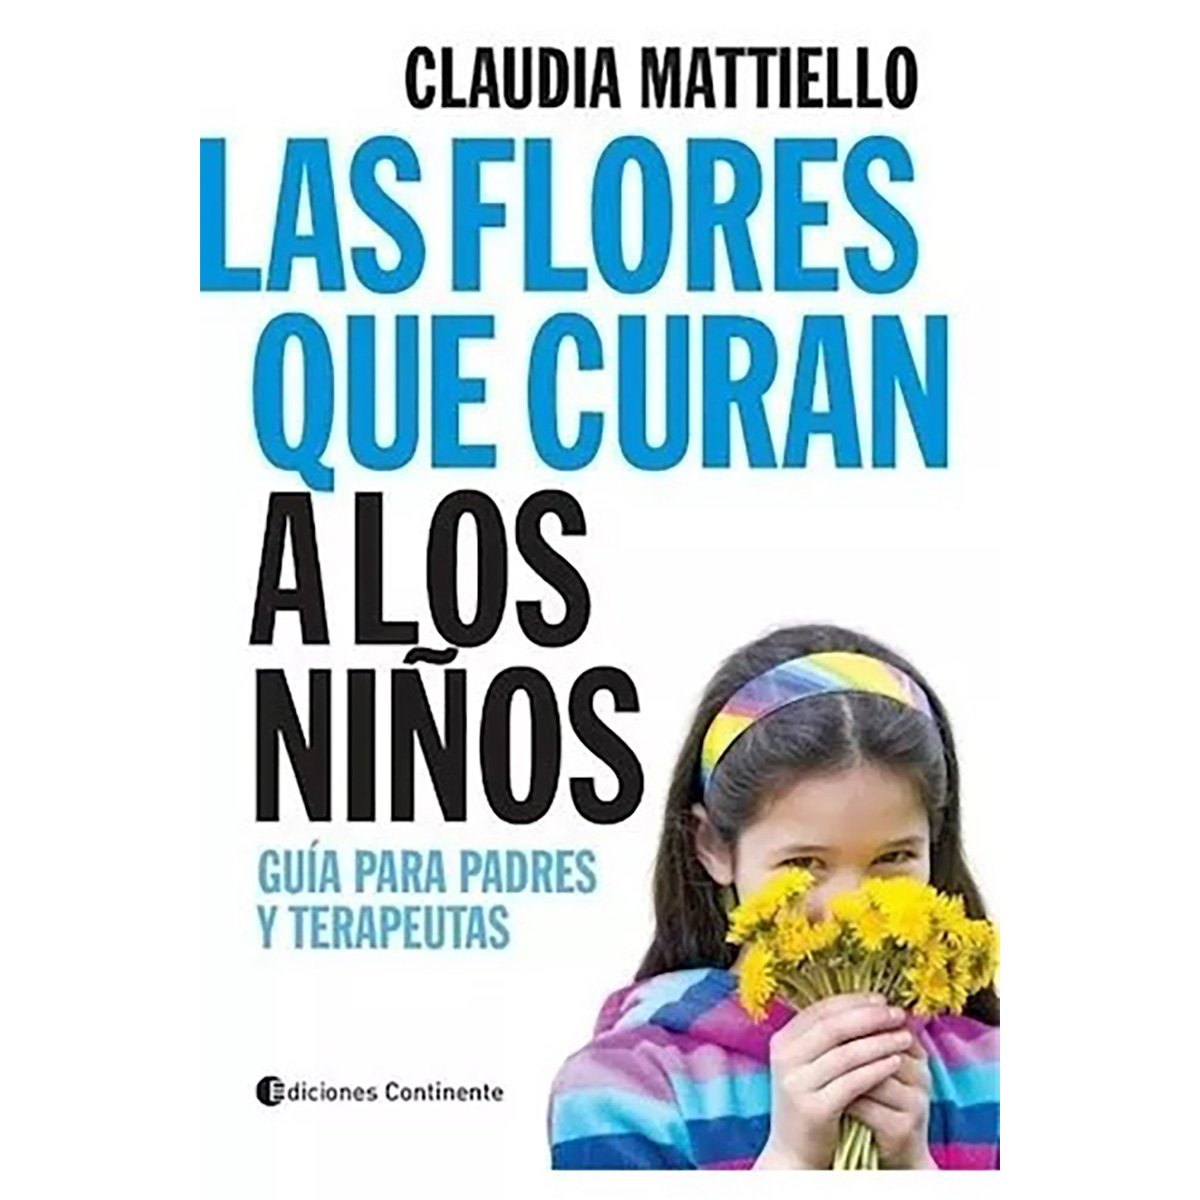 CLAUDIA MATTIELLO
LAS FLORES
QUE CURAN
A LOS
NIÑOS
GUÍA PARA PADRES
Y TERAPEUTAS
Ediciones Continente